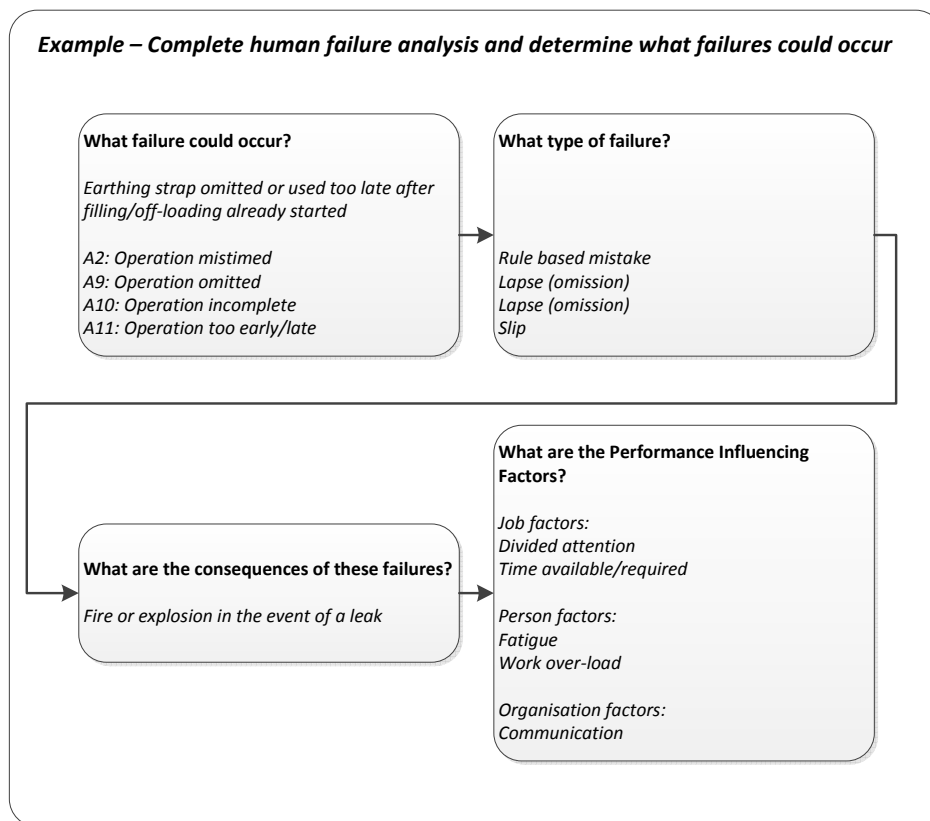 Example – Complete human failure analysis and determine what failures could occur
What failure could occur?
Earthing strap omitted or used too late after
filling/off-loading already started
A2: Operation mistimed
A9: Operation omitted
A10: Operation incomplete
A11: Operation too early/late
What type of failure?
Rule based mistake
Lapse (omission)
Lapse (omission)
Slip
What are the consequences of these failures?
Fire or explosion in the event of a leak
What are the Performance Influencing
Factors?
Job factors:
Divided attention
Time available/required
Person factors:
Fatigue
Work over-load
Organisation factors:
Communication